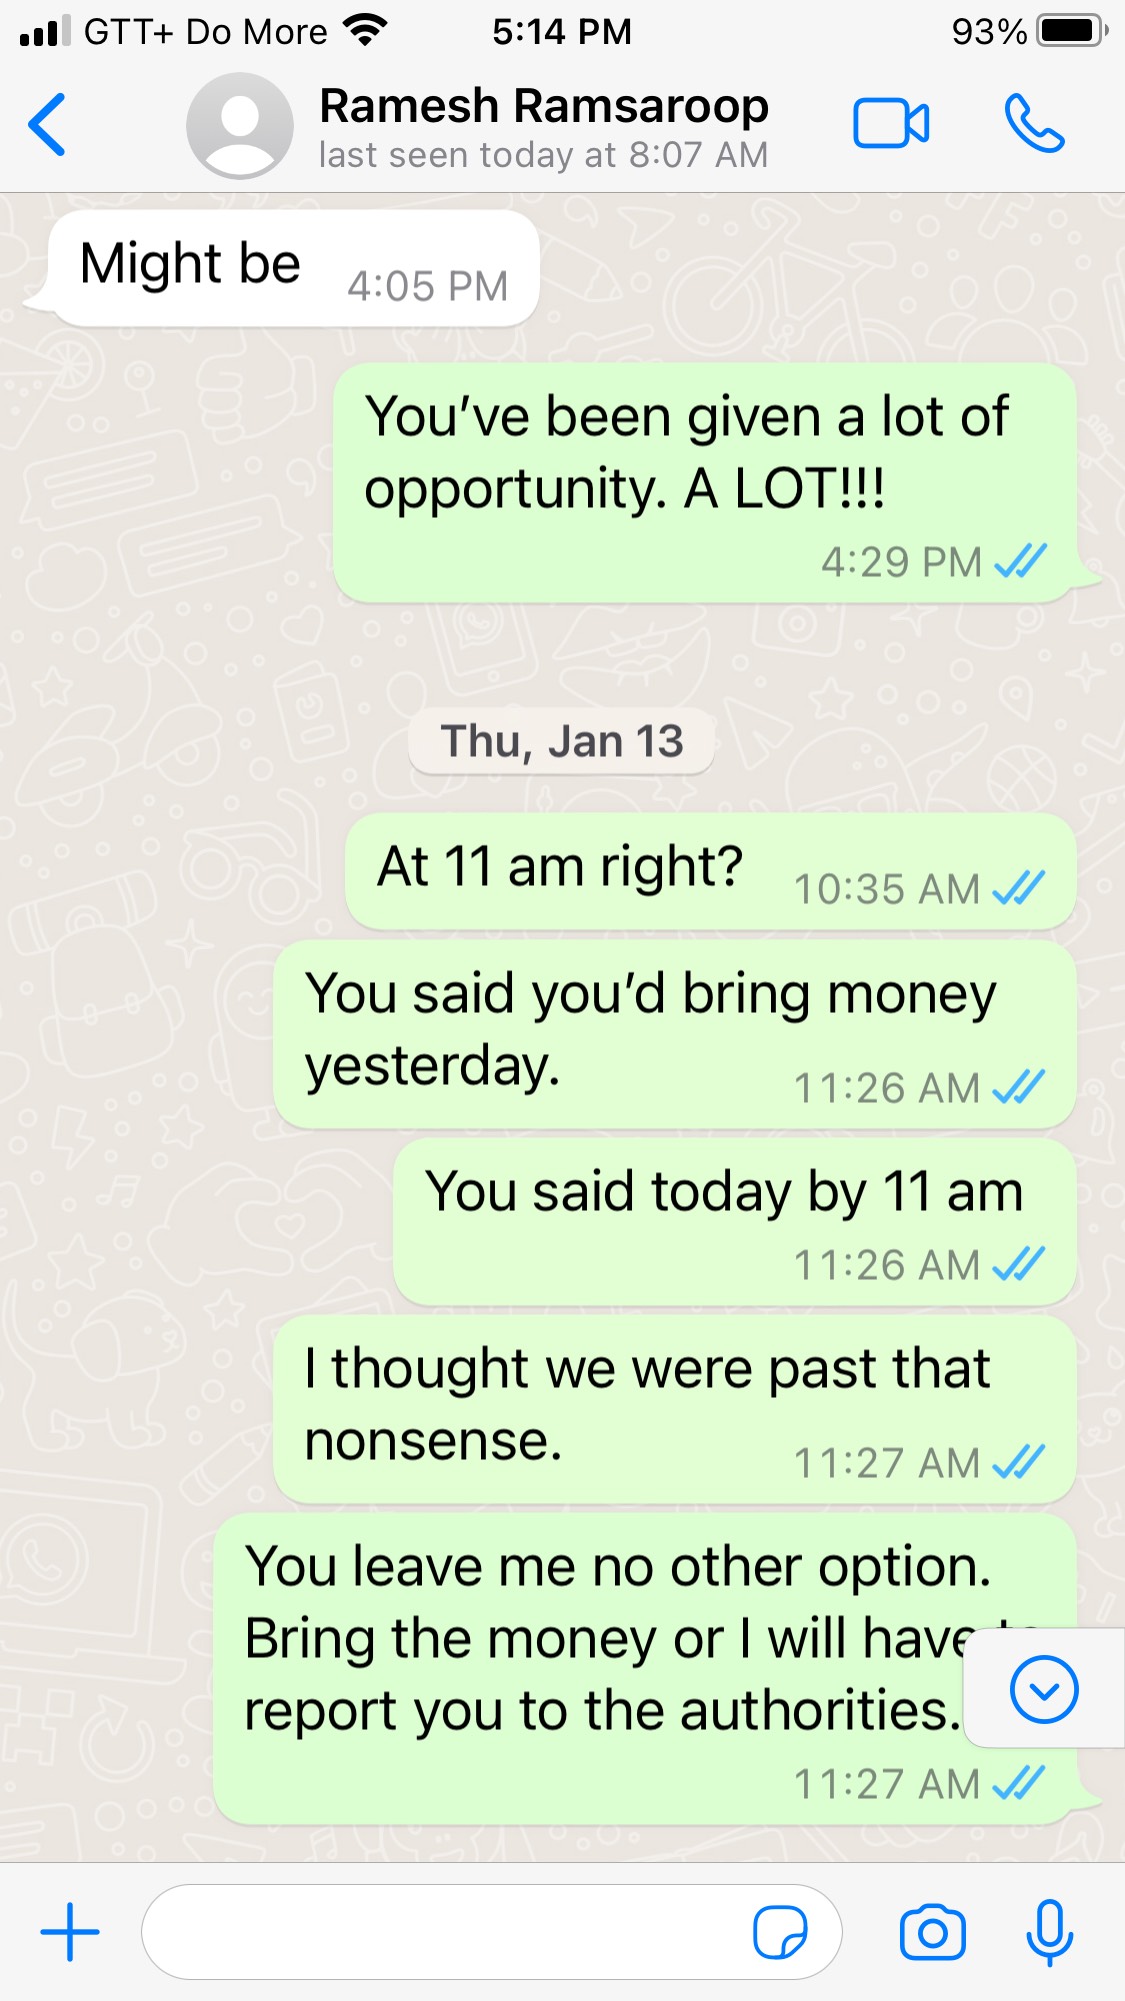 GTT+ Do More 5:14 PM 93%
Ramesh Ramsaroop
last seen today at 8:07 AM
Might be 4:05 PM
You’ve been given a lot of
opportunity. A LOT!!!
4:29 PM
Thu, Jan 13
At 11 am right? 10:35 AM
You said you’d bring money
yesterday. 11:26 AM
You said today by 11 am
11:26 AM
I thought we were past that
nonsense. 11:27 AM
You leave me no other option.
Bring the money or I will have to
report you to the authorities.
11:27 AM